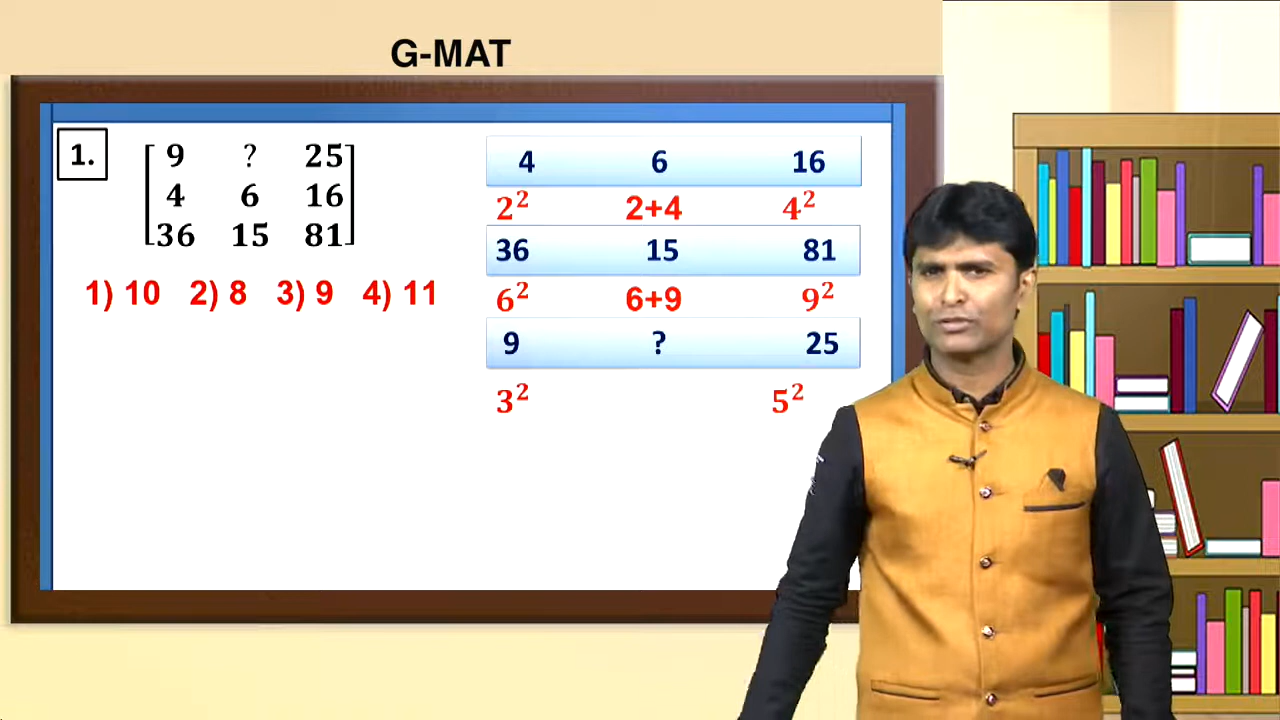 G-MAT
1.
9 ? 25
4 6 16
36 15 81
1) 10 2) 8 3) 9 4) 11
4 6 16
2² 2+4 4²
36 15 81
6² 6+9 9²
9 ? 25
3² 5²